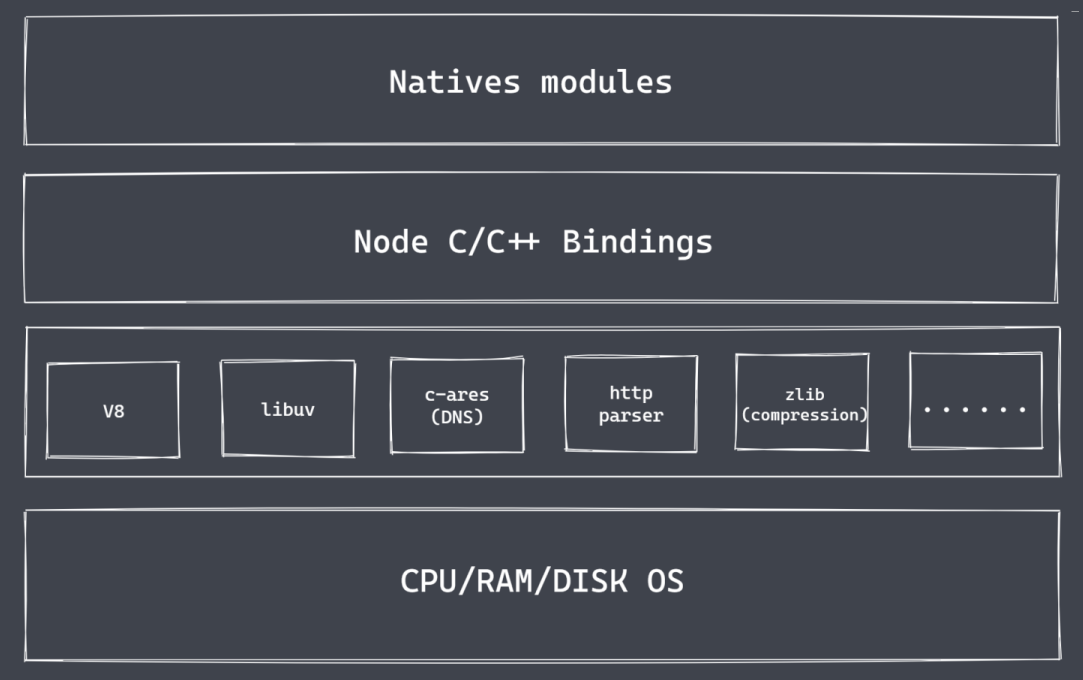 Natives modules
Node C/C++ Bindings
V8
libuv
c-ares
(DNS)
http
parser
zlib
(compression)
......
CPU/RAM/DISK OS